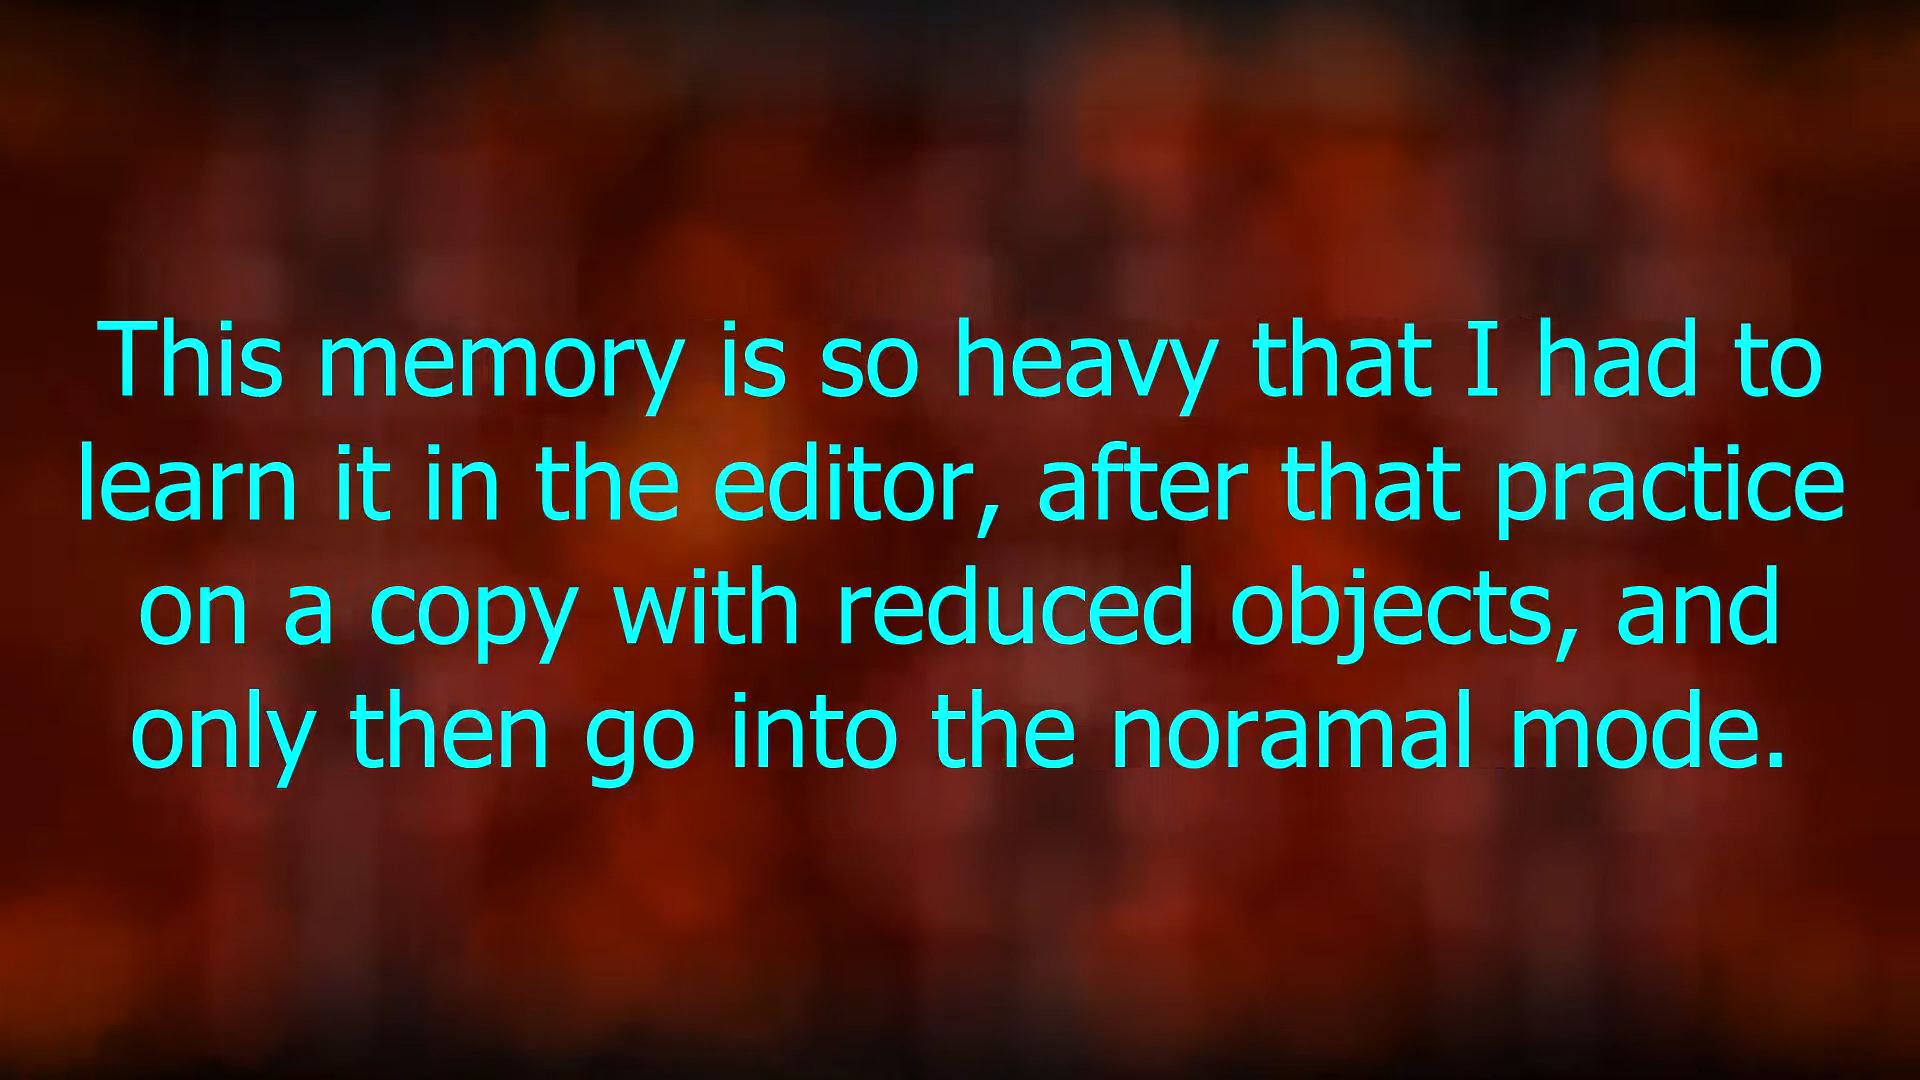 This memory is so heavy that I had to
learn it in the editor, after that practice
on a copy with reduced objects, and
only then go into the noramal mode.